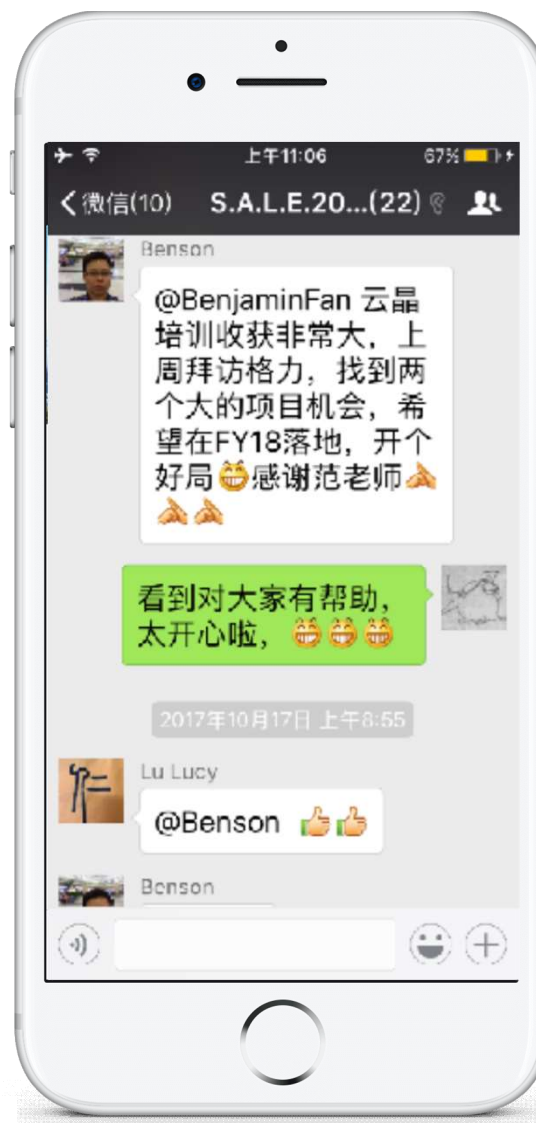 上午11:06
67%
微信(10)
S.A.L.E.20...(22)
Benson
@BenjaminFan 云晶
培训收获非常大，上
周拜访格力，找到两
个大的项目机会，希
望在FY18落地，开个
好局😁感谢范老师🙏
🙏🙏
看到对大家有帮助，
太开心啦，😁😁😁
2017年10月17日 上午8:55
Lu Lucy
@Benson 👍👍
Benson